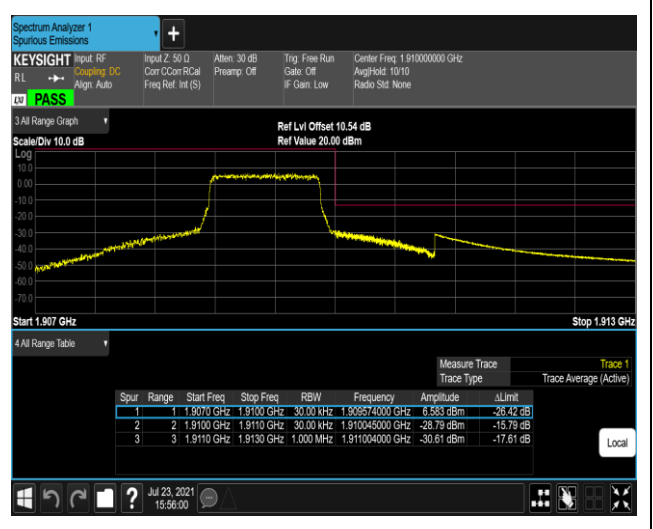 Spectrum Analyzer 1
Spurious Emissions
+
KEYSIGHT Input: RF Input Z: 50 Ω Atten: 30 dB Trig: Free Run Center Freq: 1.910000000 GHz
RL Coupling: DC Corr CCorr RCal Preamp: Off Gate: Off Avg|Hold: 10/10
Align: Auto Freq Ref: Int (S) IF Gain: Low Radio Std: None
LXI PASS
3 All Range Graph
Ref Lvl Offset 10.54 dB
Scale/Div 10.0 dB Ref Value 20.00 dBm
Log
10.0
0.00
-10.0
-20.0
-30.0
-40.0
-50.0
-60.0
-70.0
Start 1.907 GHz Stop 1.913 GHz
4 All Range Table
Measure Trace Trace 1
Trace Type Trace Average (Active)
Spur Range Start Freq Stop Freq RBW Frequency Amplitude ΔLimit
1 1 1.9070 GHz 1.9100 GHz 30.00 kHz 1.909574000 GHz 6.583 dBm -26.42 dB
2 2 1.9100 GHz 1.9110 GHz 30.00 kHz 1.910045000 GHz -28.79 dBm -15.79 dB
3 3 1.9110 GHz 1.9130 GHz 1.000 MHz 1.911004000 GHz -30.61 dBm -17.61 dB
Local
? Jul 23, 2021
15:56:00